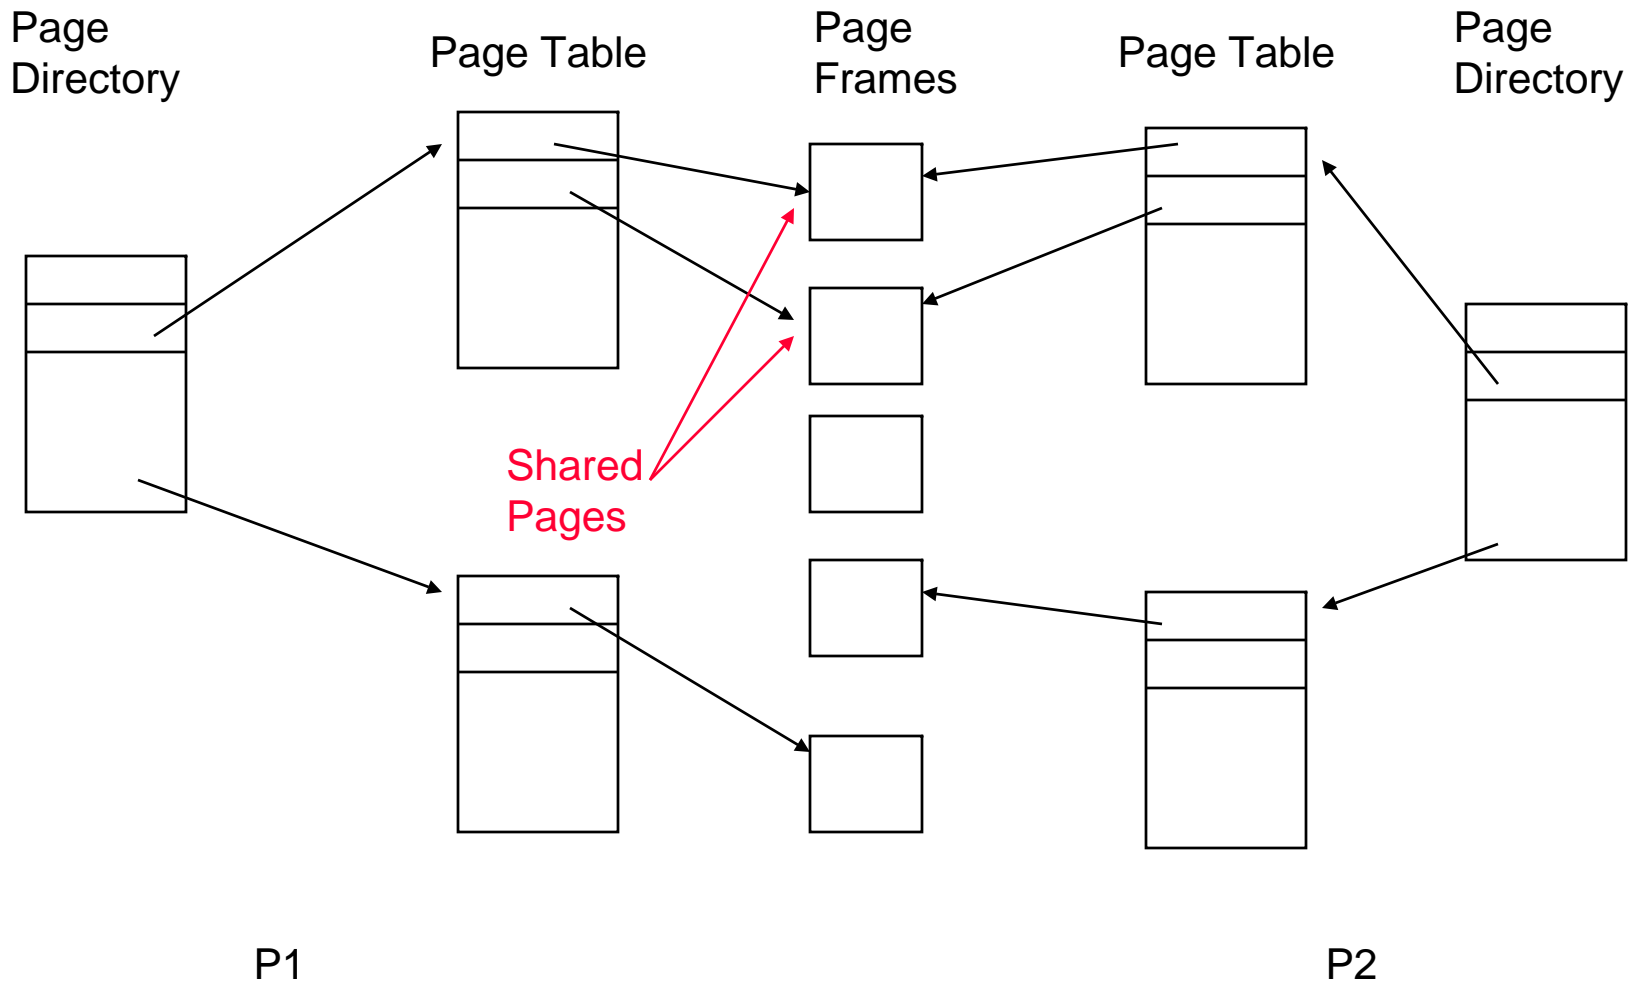 Page
Directory
Page Table
Page
Frames
Page Table
Page
Directory
Shared
Pages
P1
P2